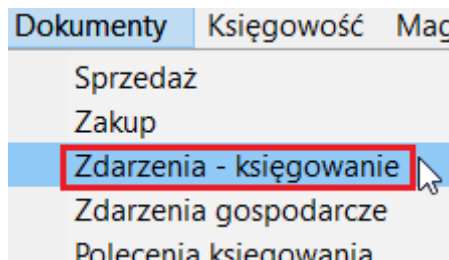 Dokumenty Księgowość Mag
Sprzedaż
Zakup
Zdarzenia - księgowanie
Zdarzenia gospodarcze
Polecenia księgowania